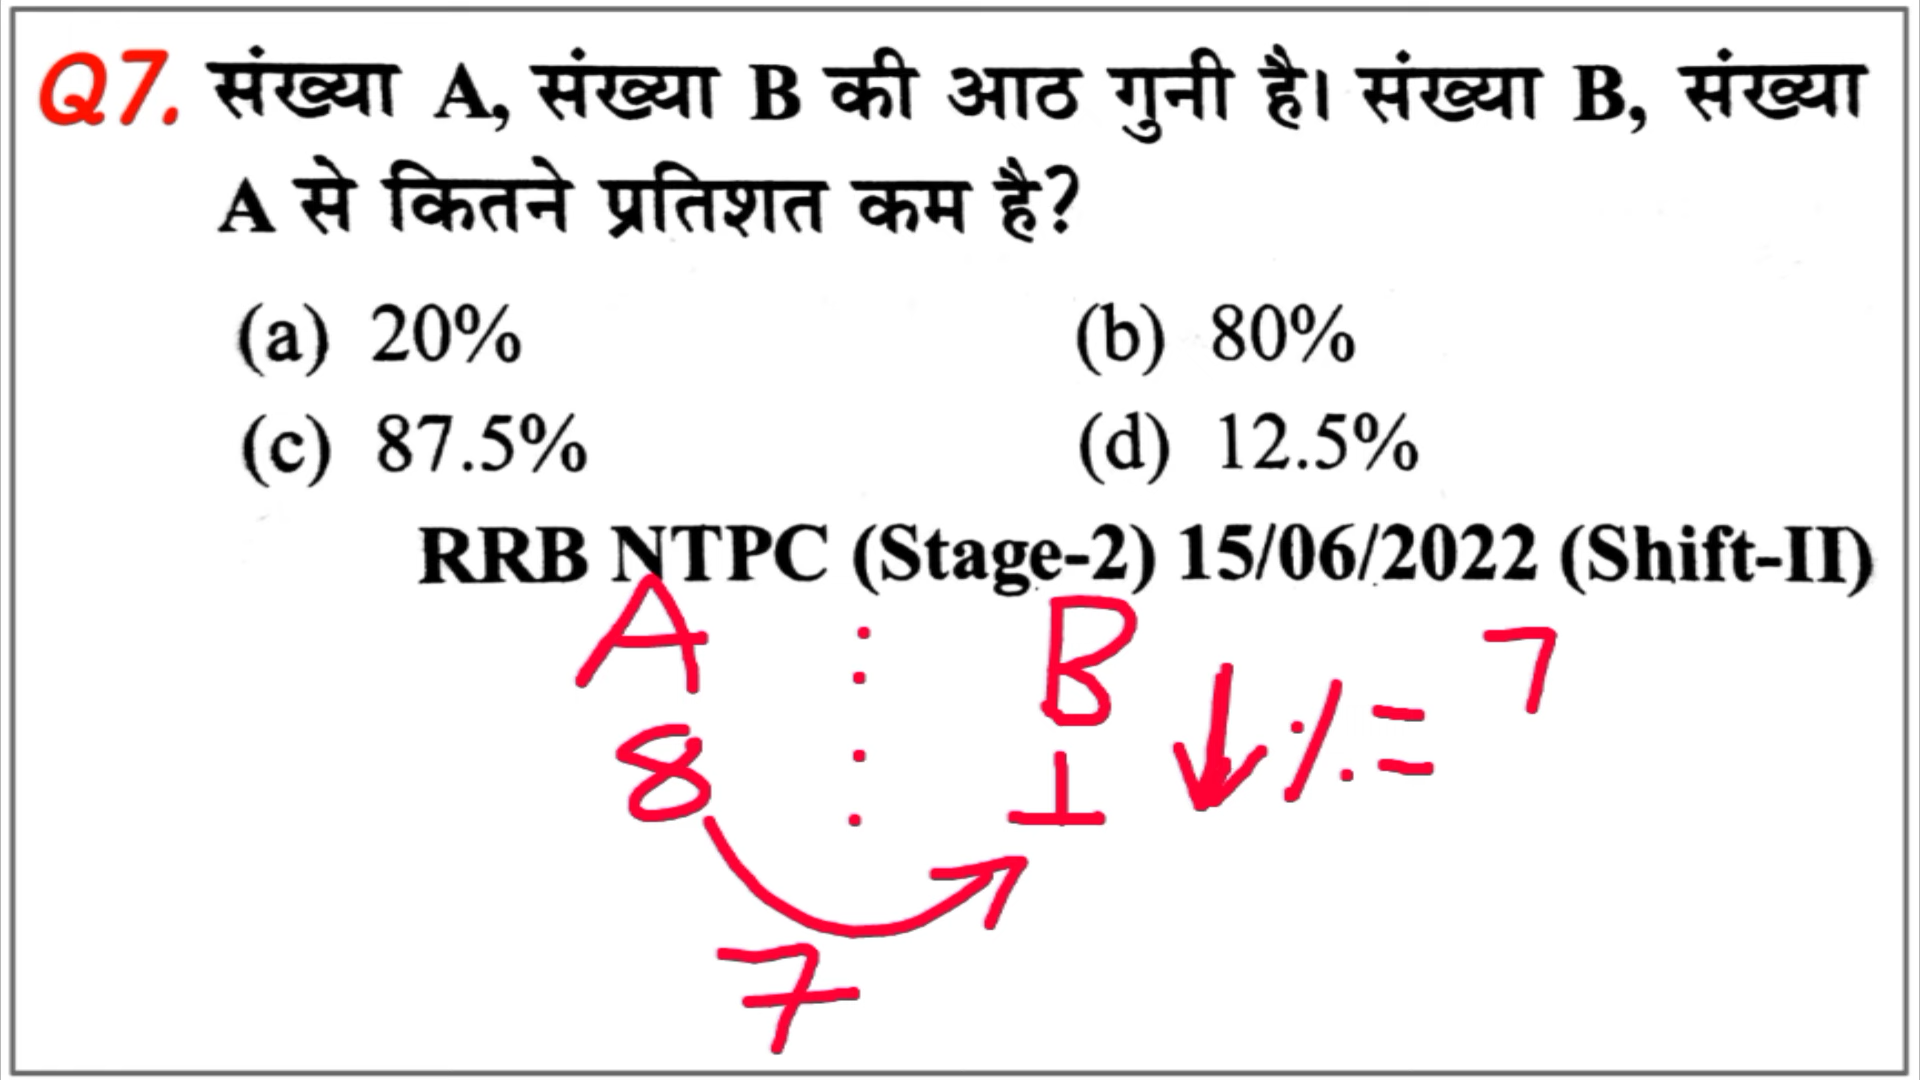 Q7. संख्या A, संख्या B की आठ गुनी है। संख्या B, संख्या
A से कितने प्रतिशत कम है?
(a) 20% (b) 80%
(c) 87.5% (d) 12.5%
RRB NTPC (Stage-2) 15/06/2022 (Shift-II)
A : B ↓ % = 7
8 : 1
7